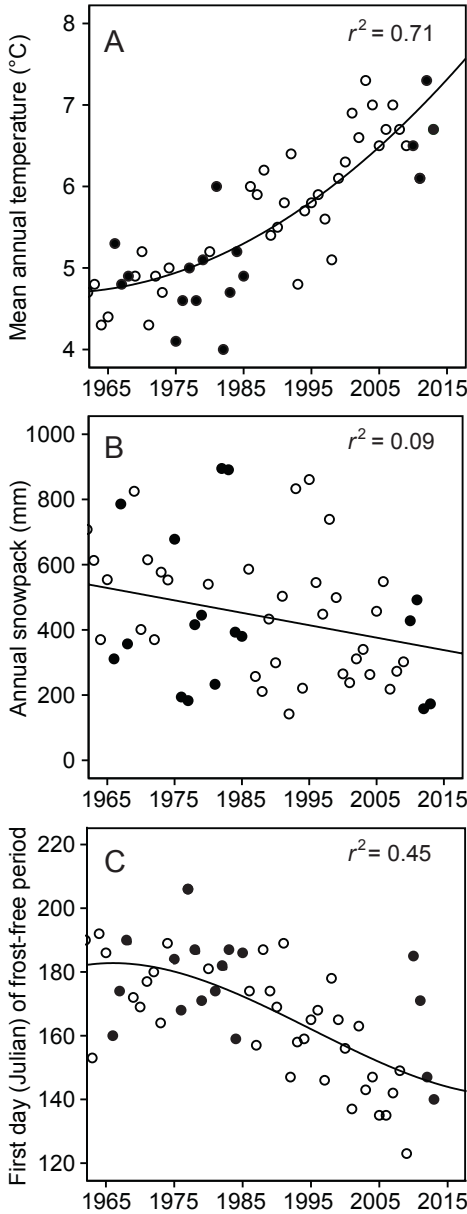 A
r² = 0.71
Mean annual temperature (°C)
8
7
6
5
4
1965 1975 1985 1995 2005 2015
B
r² = 0.09
Annual snowpack (mm)
1000
800
600
400
200
0
1965 1975 1985 1995 2005 2015
C
r² = 0.45
First day (Julian) of frost-free period
220
200
180
160
140
120
1965 1975 1985 1995 2005 2015